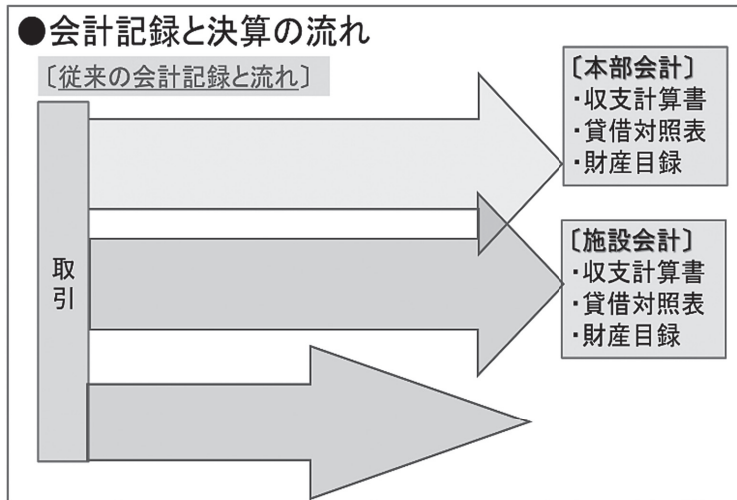 ●会計記録と決算の流れ
〔従来の会計記録と流れ〕
取引
〔本部会計〕
・収支計算書
・貸借対照表
・財産目録
〔施設会計〕
・収支計算書
・貸借対照表
・財産目録